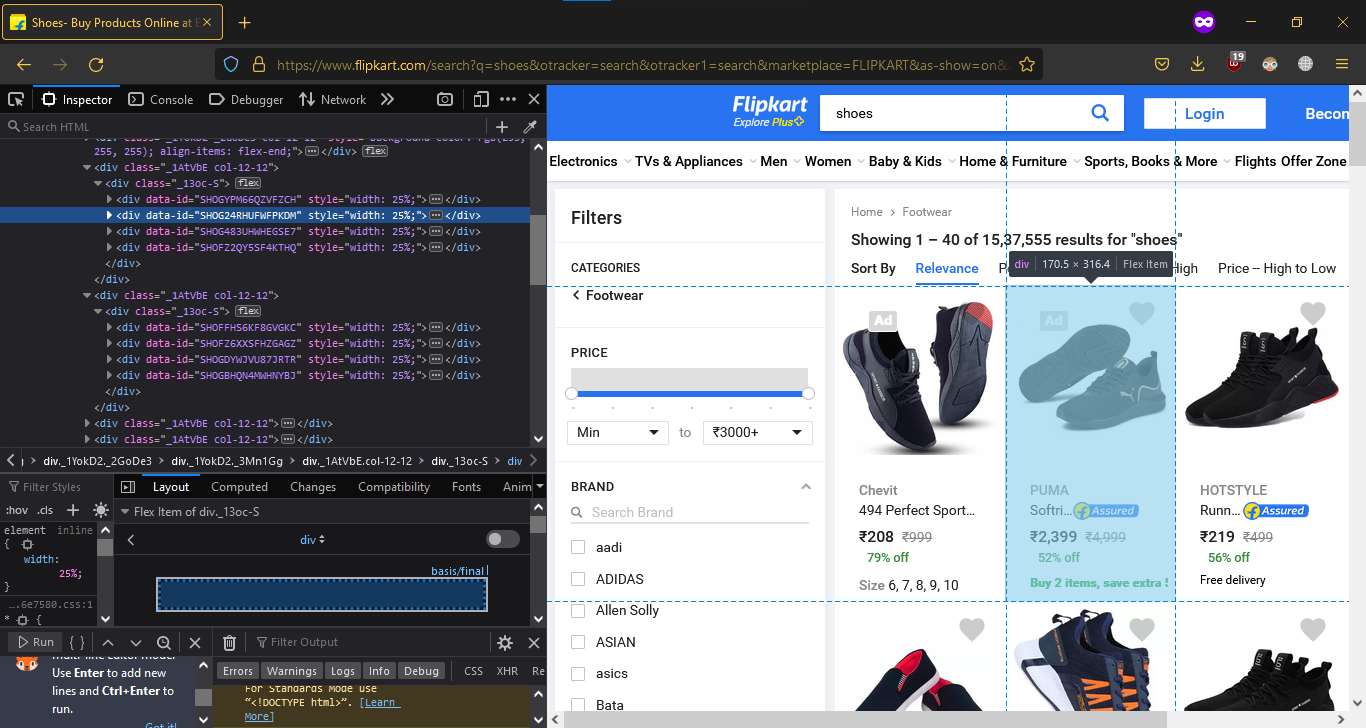 Shoes- Buy Products Online at B
https://www.flipkart.com/search?q=shoes&otracker=search&otracker1=search&marketplace=FLIPKART&as-show=on&
19
Inspector
Console
Debugger
Network
Search HTML
255, 255); align-items: flex-end;"> </div> flex
<div class="_1AtVbE col-12-12">
<div class="_13oc-S"> flex
<div data-id="SHOGYPM66QZVFZCH" style="width: 25%;"> </div>
<div data-id="SHOG24RHUFWFPKDM" style="width: 25%;"> </div>
<div data-id="SHOG483UHWHEGSE7" style="width: 25%;"> </div>
<div data-id="SHOFZ2QY5SF4KTHQ" style="width: 25%;"> </div>
</div>
</div>
<div class="_1AtVbE col-12-12">
<div class="_13oc-S"> flex
<div data-id="SHOFFHS6KF8GVGKC" style="width: 25%;"> </div>
<div data-id="SHOFZ6XXSFHZGAGZ" style="width: 25%;"> </div>
<div data-id="SHOGDYWJVU87JRTR" style="width: 25%;"> </div>
<div data-id="SHOGBHQN4MWHNYBJ" style="width: 25%;"> </div>
</div>
</div>
<div class="_1AtVbE col-12-12"> </div>
<div class="_1AtVbE col-12-12"> </div>
div._1YokD2._2GoDe3 > div._1YokD2._3Mn1Gg > div._1AtVbE.col-12-12 > div._13oc-S > div
Filter Styles
:hov .cls +
element inline
{
width:
25%;
}
….6e7580.css:1
* {
Layout
Computed
Changes
Compatibility
Fonts
Anim
Flex Item of div._13oc-S
div
basis/final
Run
{ }
Filter Output
Errors
Warnings
Logs
Info
Debug
CSS
XHR
Re
Use Enter to add new
lines and Ctrl+Enter to
run.
Got it!
For Standards Mode use
“<!DOCTYPE html>”. [Learn
More]
Flipkart
Explore Plus
shoes
Login
Becom
Electronics
TVs & Appliances
Men
Women
Baby & Kids
Home & Furniture
Sports, Books & More
Flights
Offer Zone
Filters
CATEGORIES
Footwear
PRICE
Min
to
₹3000+
BRAND
Search Brand
aadi
ADIDAS
Allen Solly
ASIAN
asics
Bata
Home > Footwear
Showing 1 – 40 of 15,37,555 results for "shoes"
Sort By
Relevance
P
High
Price -- High to Low
div 170.5 × 316.4 Flex Item
Ad
Chevit
494 Perfect Sport…
₹208 ₹999
79% off
Size 6, 7, 8, 9, 10
Ad
PUMA
Softri… Assured
₹2,399 ₹4,999
52% off
Buy 2 items, save extra 5
HOTSTYLE
Runn… Assured
₹219 ₹499
56% off
Free delivery